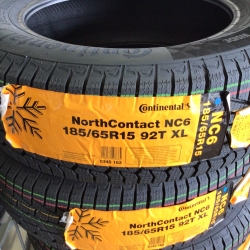 Continental
NorthContact NC6
185/65R15 92T XL
NC6
185/65R15
Continental
NorthContact NC6
185/65R15 92T XL